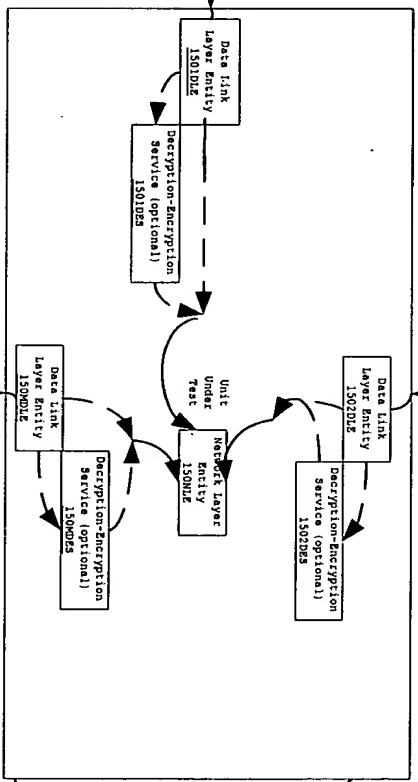 Data Link
Layer Entity
1502DLE
Decryption-Encryption
Service (optional)
1502DES
Data Link
Layer Entity
1501DLE
Unit
Under
Test
Network Layer
Entity
150NLE
Decryption-Encryption
Service (optional)
1501DES
Decryption-Encryption
Service (optional)
150MDES
Data Link
Layer Entity
150MDLE